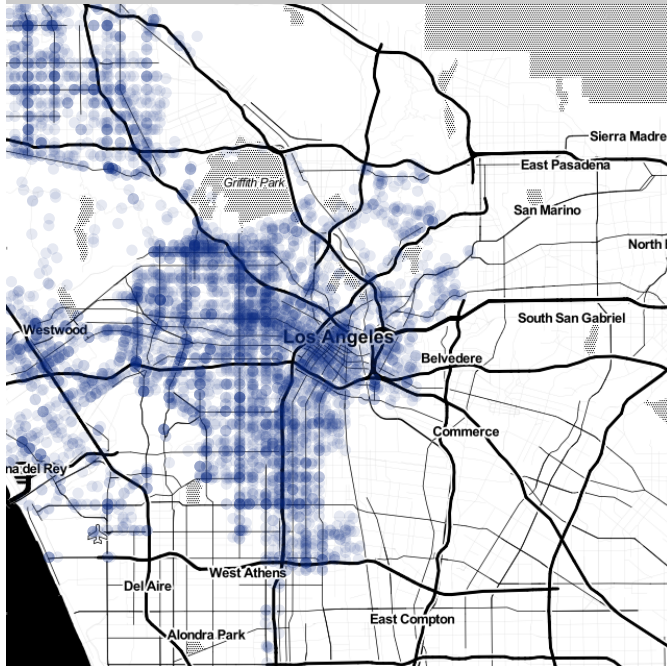 Sierra Madre
East Pasadena
Griffith Park
San Marino
North
South San Gabriel
Westwood
Los Angeles
Belvedere
Commerce
na del Rey
West Athens
Del Aire
East Compton
Alondra Park